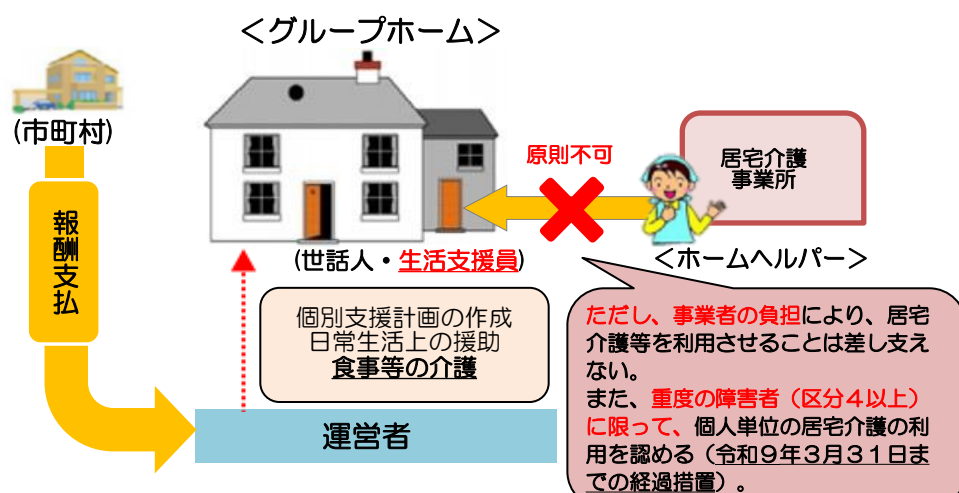 <グループホーム>
(市町村)
報酬支払
原則不可
居宅介護
事業所
(世話人・生活支援員)
<ホームヘルパー>
個別支援計画の作成
日常生活上の援助
食事等の介護
運営者
ただし、事業者の負担により、居宅
介護等を利用させることは差し支え
ない。
また、重度の障害者（区分４以上）
に限って、個人単位の居宅介護の利
用を認める（令和９年３月３１日ま
での経過措置）。